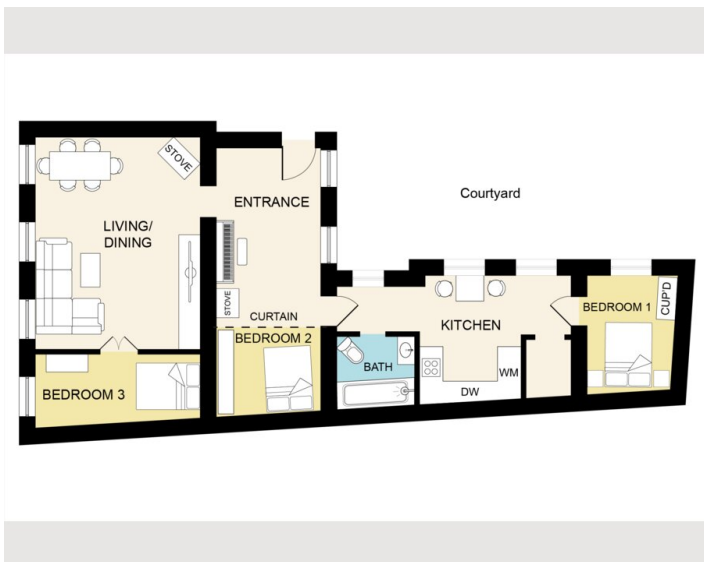 STOVE
ENTRANCE
Courtyard
LIVING/
DINING
STOVE
CURTAIN
BEDROOM 2
KITCHEN
BEDROOM 1
CUP'D
BATH
WM
DW
BEDROOM 3